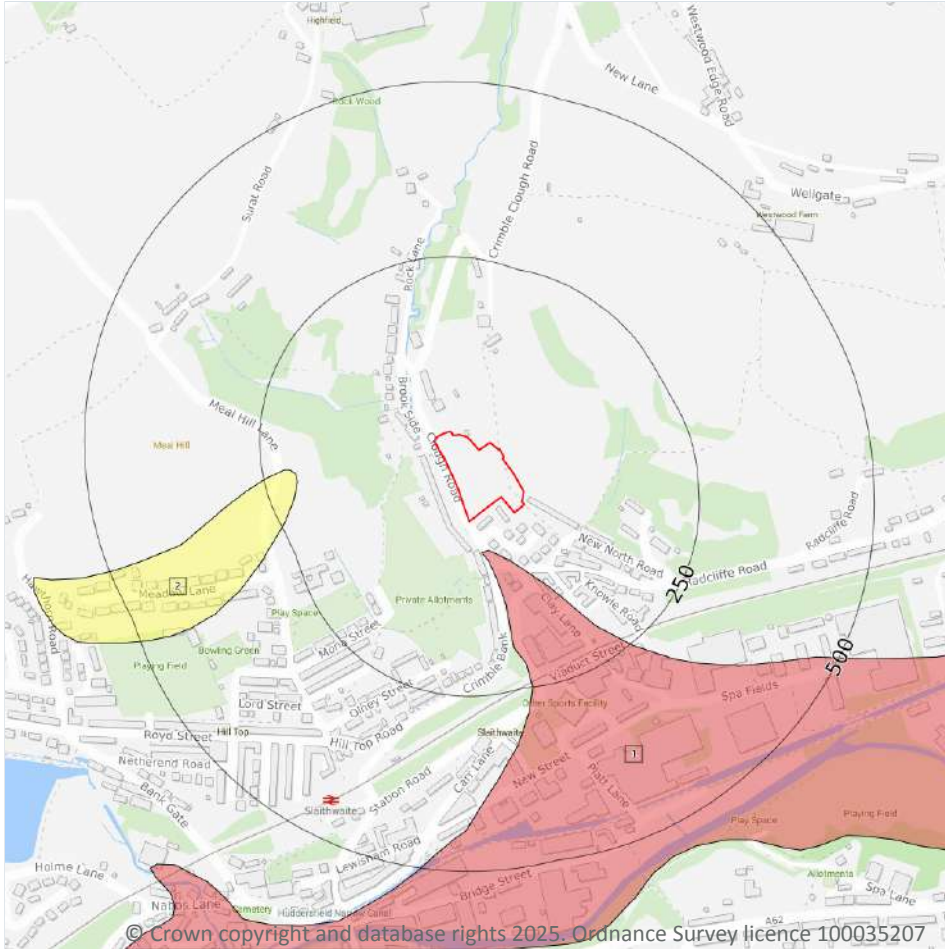 Highfield
Westwood Edge Road
New Lane
Rock Wood
Crimble Clough Road
Surat Road
Wellgate
Westwood Farm
Rock Lane
Brook Side
Meal Hill Lane
Meal Hill
Clough Road
Radcliffe Road
New North Road
Radcliffe Road
250
Knowle Road
2
Meadow Lane
Private Allotments
Clay Lane
Play Space
Mona Street
Bowling Green
Playing Field
Crimble Bank
Viaduct Street
500
Olney Street
Spa Fields
Lord Street
Other Sports Facility
Hill Top
Royd Street
Hill Top Road
Slaithwaite
Netherend Road
Carr Lane
1
New Street
Platt Lane
Station Road
Bank Gate
Slaithwaite
Play Space
Playing Field
Lewisham Road
Holme Lane
Bridge Street
Allotments
Spa Lane
Nabbs Lane
Cemetery
Huddersfield Narrow Canal
A62
© Crown copyright and database rights 2025. Ordnance Survey licence 100035207